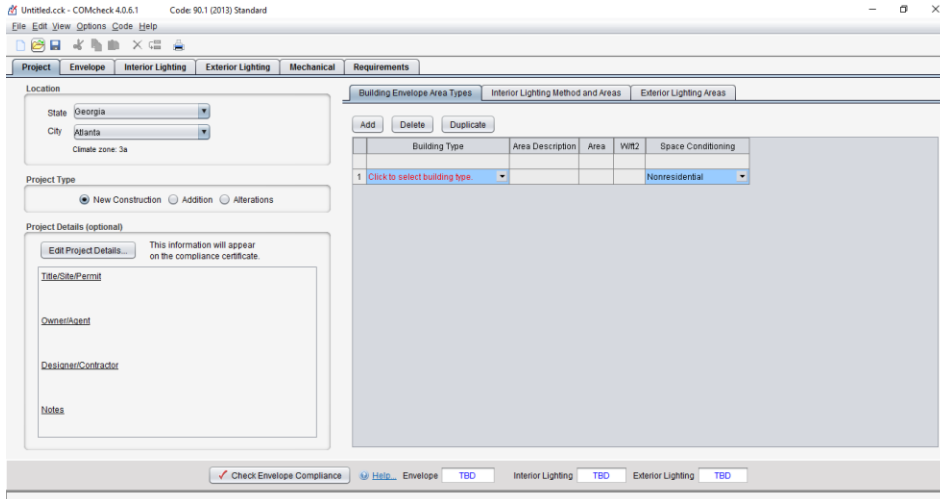 Untitled.cck - COMcheck 4.0.6.1 Code: 90.1 (2013) Standard
File Edit View Options Code Help
Project Envelope Interior Lighting Exterior Lighting Mechanical Requirements
Location
State Georgia
City Atlanta
Climate zone: 3a
Project Type
New Construction Addition Alterations
Project Details (optional)
Edit Project Details... This information will appear
on the compliance certificate.
Title/Site/Permit
Owner/Agent
Designer/Contractor
Notes
Building Envelope Area Types Interior Lighting Method and Areas Exterior Lighting Areas
Add Delete Duplicate
Building Type Area Description Area W/ft2 Space Conditioning
1 Click to select building type. Nonresidential
Check Envelope Compliance Help... Envelope TBD Interior Lighting TBD Exterior Lighting TBD